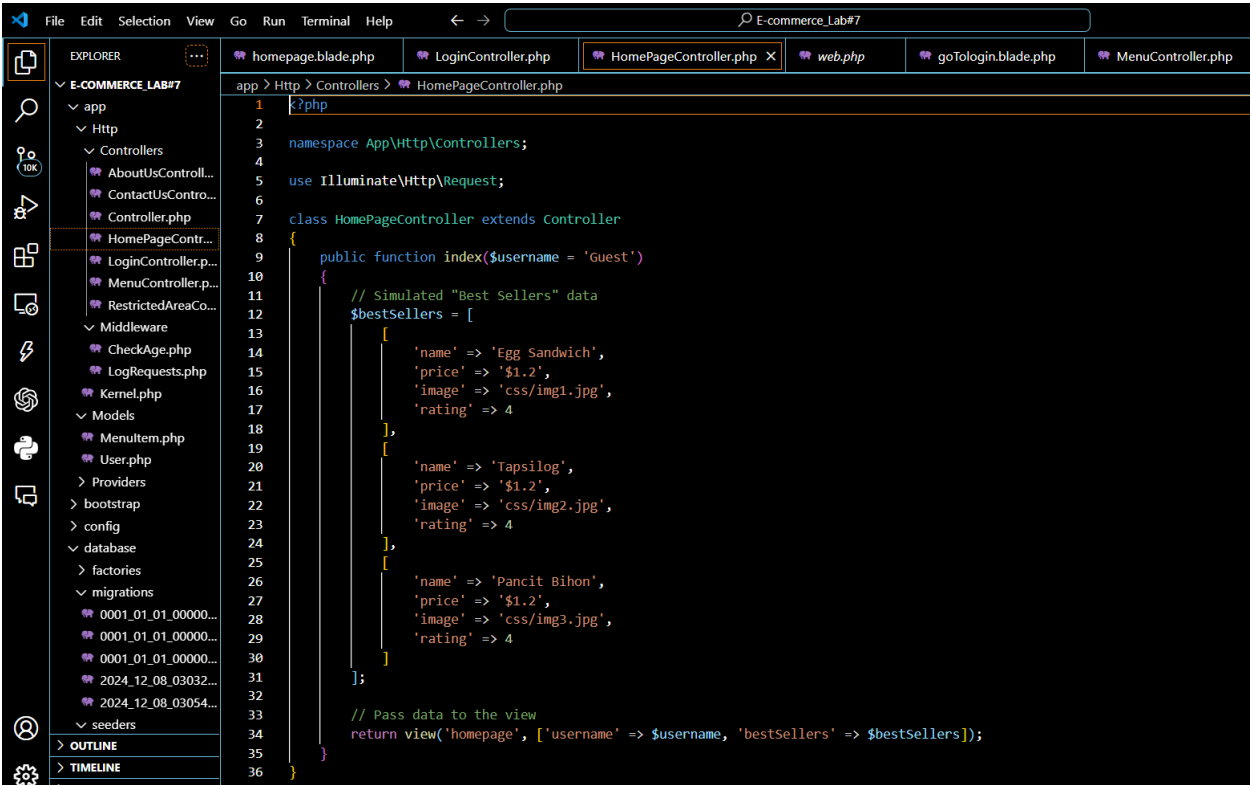 File Edit Selection View Go Run Terminal Help
E-commerce_Lab#7
EXPLORER
homepage.blade.php
LoginController.php
HomePageController.php
web.php
goTologin.blade.php
MenuController.php
E-COMMERCE_LAB#7
app
Http
Controllers
AboutUsControll...
ContactUsContro...
Controller.php
HomePageContr...
LoginController.p...
MenuController.p...
RestrictedAreaCo...
Middleware
CheckAge.php
LogRequests.php
Kernel.php
Models
MenuItem.php
User.php
Providers
bootstrap
config
database
factories
migrations
0001_01_01_00000...
0001_01_01_00000...
0001_01_01_00000...
2024_12_08_03032...
2024_12_08_03054...
seeders
OUTLINE
TIMELINE
10K
app > Http > Controllers > HomePageController.php
1 <?php
2
3 namespace App\Http\Controllers;
4
5 use Illuminate\Http\Request;
6
7 class HomePageController extends Controller
8 {
9 public function index($username = 'Guest')
10 {
11 // Simulated "Best Sellers" data
12 $bestSellers = [
13 [
14 'name' => 'Egg Sandwich',
15 'price' => '$1.2',
16 'image' => 'css/img1.jpg',
17 'rating' => 4
18 ],
19 [
20 'name' => 'Tapsilog',
21 'price' => '$1.2',
22 'image' => 'css/img2.jpg',
23 'rating' => 4
24 ],
25 [
26 'name' => 'Pancit Bihon',
27 'price' => '$1.2',
28 'image' => 'css/img3.jpg',
29 'rating' => 4
30 ]
31 ];
32
33 // Pass data to the view
34 return view('homepage', ['username' => $username, 'bestSellers' => $bestSellers]);
35 }
36 }